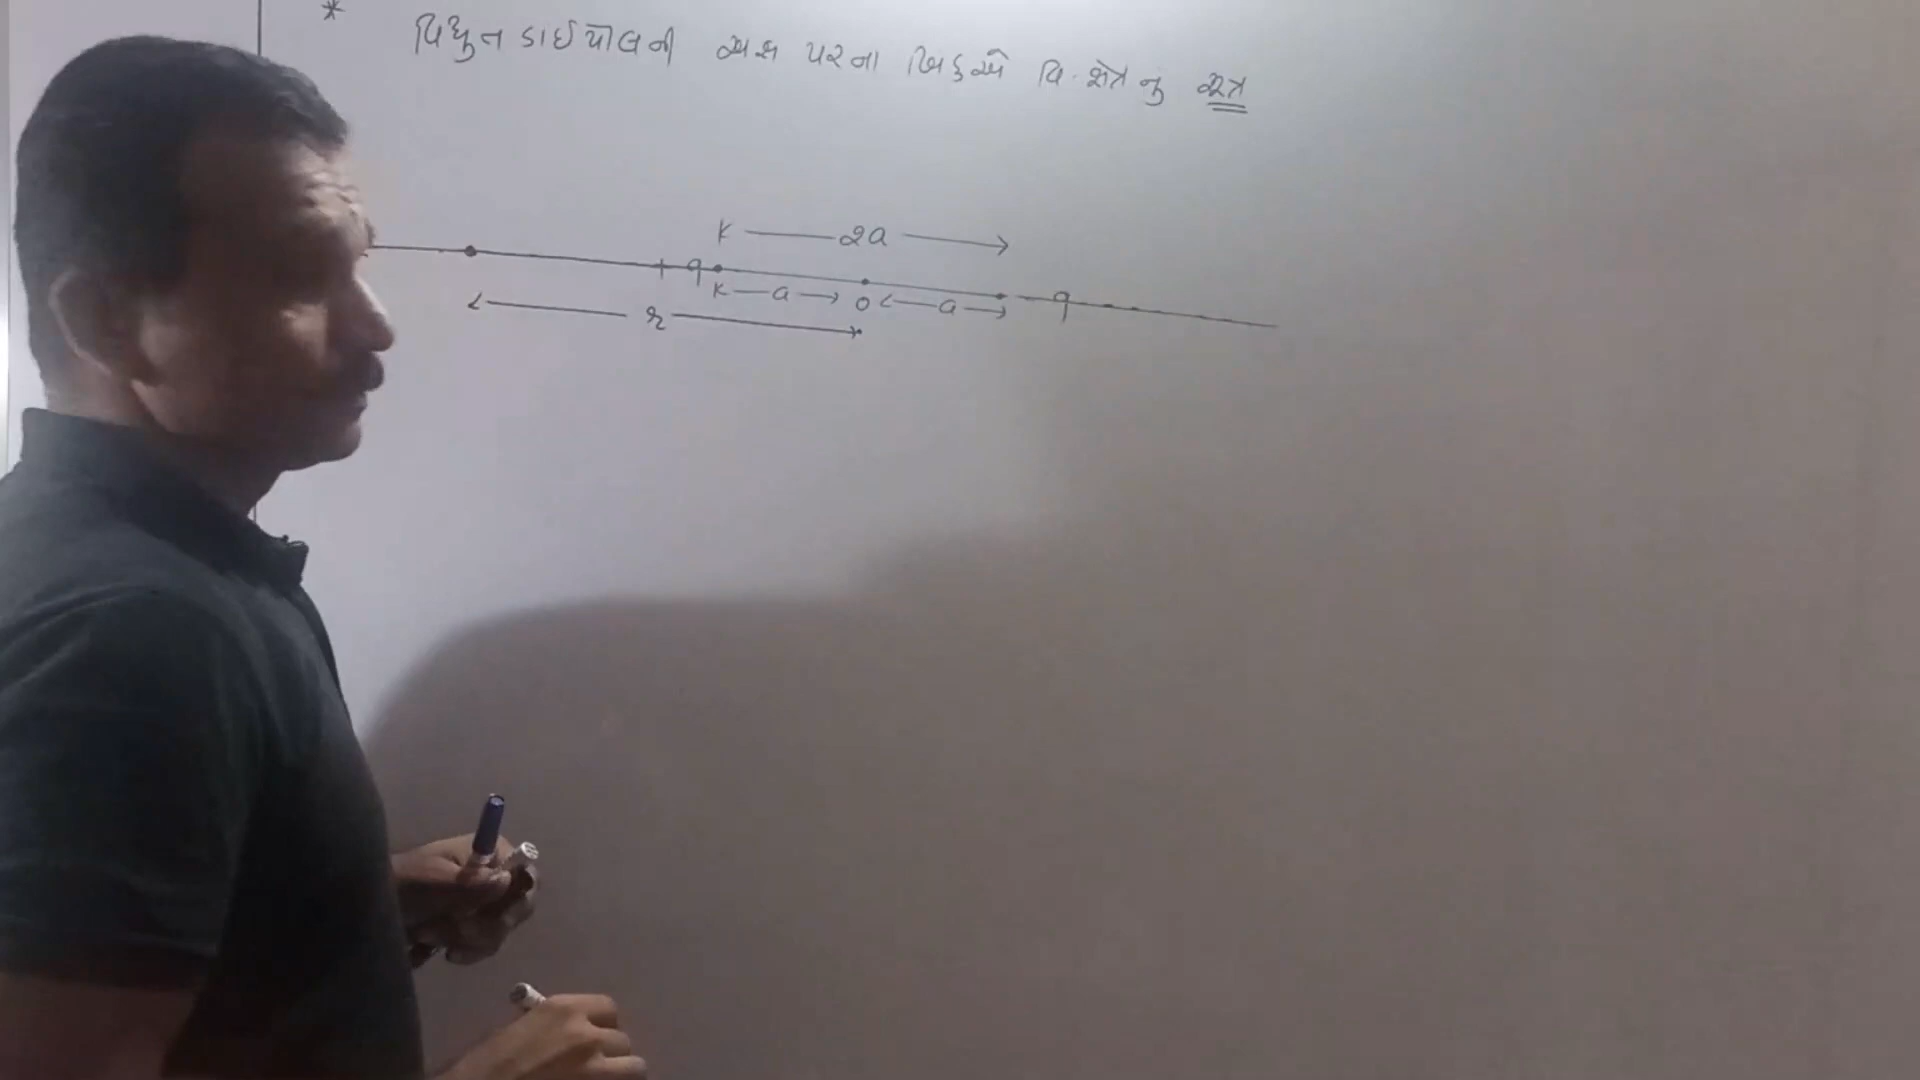 * વિદ્યુત ડાઈપોલની અક્ષ પરના બિંદુએ વિ. ક્ષેત્રનુ સૂત્ર
2a
+q a O a -q
r